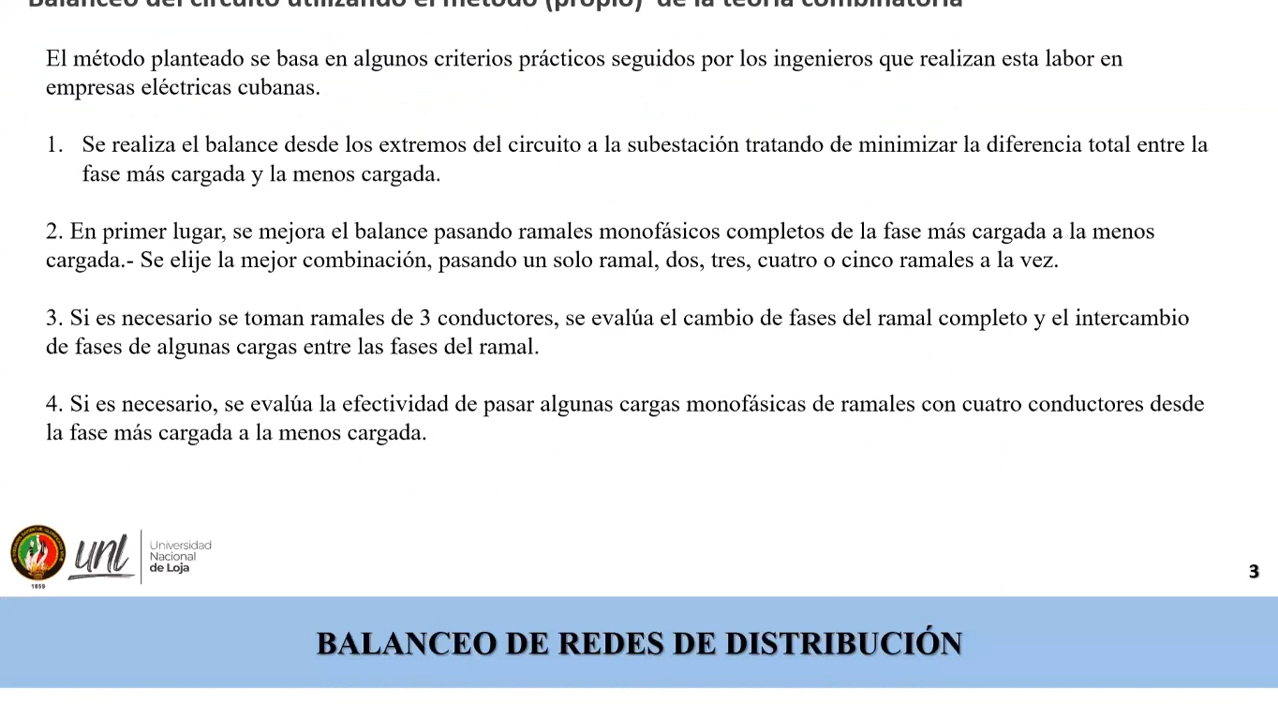 Balanceo del circuito utilizando el método (propio) de la teoría combinatoria
El método planteado se basa en algunos criterios prácticos seguidos por los ingenieros que realizan esta labor en
empresas eléctricas cubanas.
1. Se realiza el balance desde los extremos del circuito a la subestación tratando de minimizar la diferencia total entre la
fase más cargada y la menos cargada.
2. En primer lugar, se mejora el balance pasando ramales monofásicos completos de la fase más cargada a la menos
cargada.- Se elije la mejor combinación, pasando un solo ramal, dos, tres, cuatro o cinco ramales a la vez.
3. Si es necesario se toman ramales de 3 conductores, se evalúa el cambio de fases del ramal completo y el intercambio
de fases de algunas cargas entre las fases del ramal.
4. Si es necesario, se evalúa la efectividad de pasar algunas cargas monofásicas de ramales con cuatro conductores desde
la fase más cargada a la menos cargada.
1859
unl
Universidad
Nacional
de Loja
3
BALANCEO DE REDES DE DISTRIBUCIÓN